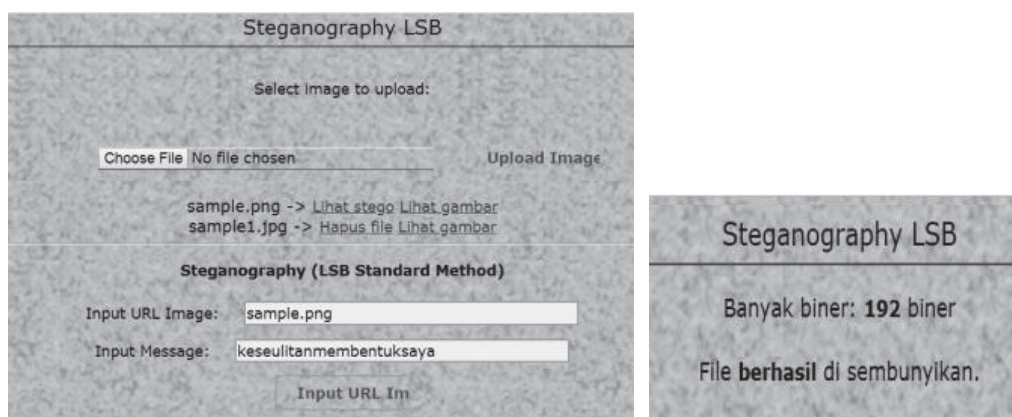 Steganography LSB
Select image to upload:
Choose File No file chosen
Upload Image
sample.png -> Lihat stego Lihat gambar
sample1.jpg -> Hapus file Lihat gambar
Steganography (LSB Standard Method)
Input URL Image: sample.png
Input Message: keseulitanmembentuksaya
Input URL Im
Steganography LSB
Banyak biner: 192 biner
File berhasil di sembunyikan.